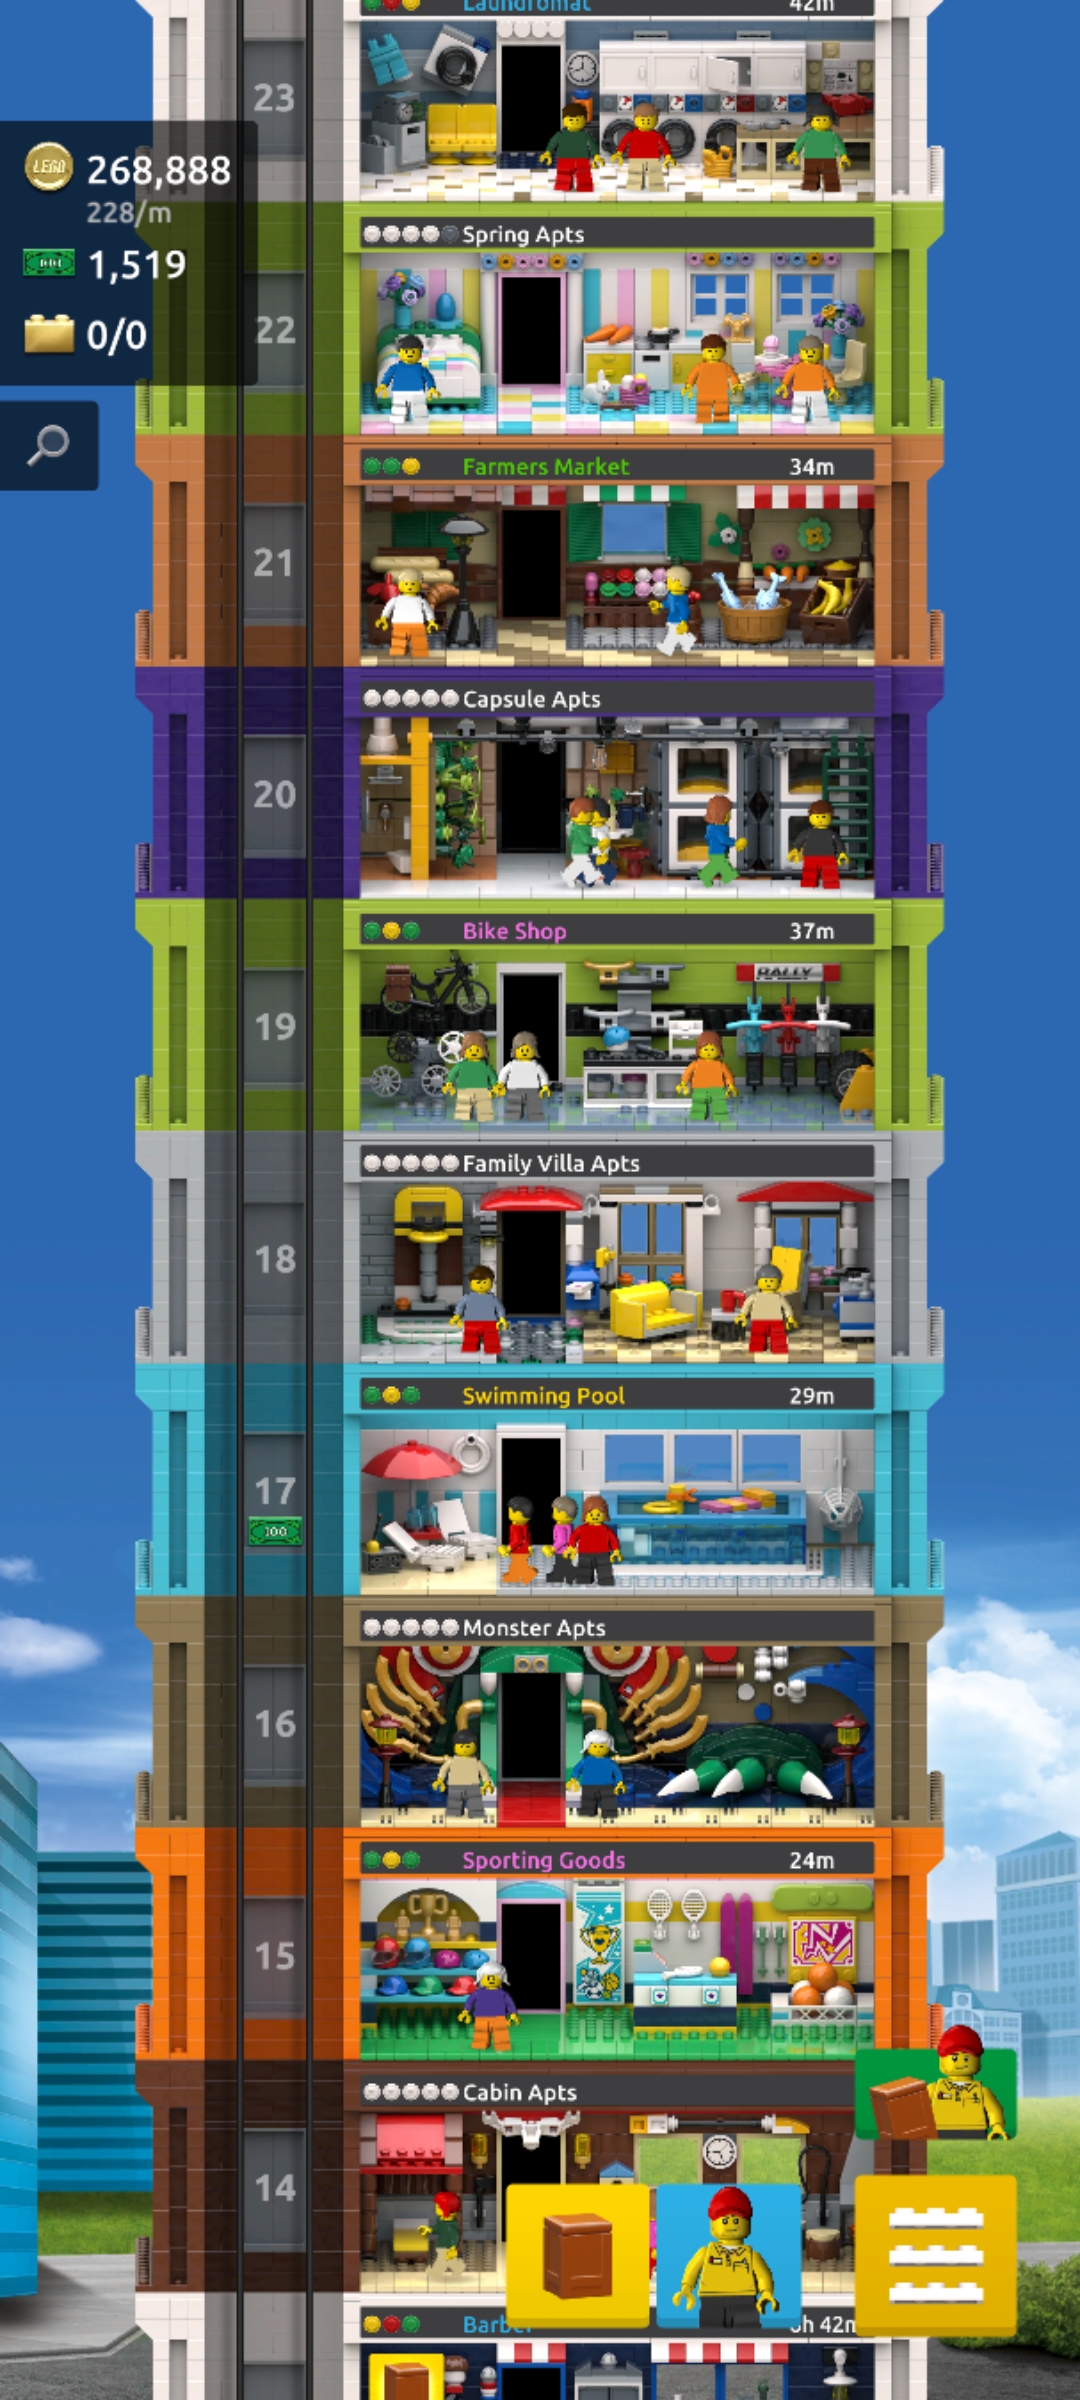 Laundromat 42m
23
LEGO 268,888
228/m
100 1,519
0/0
Spring Apts
22
Farmers Market 34m
21
Capsule Apts
20
Bike Shop 37m
RALLY
19
Family Villa Apts
18
Swimming Pool 29m
17
100
Monster Apts
16
Sporting Goods 24m
15
Cabin Apts
14